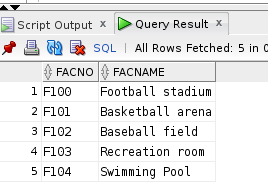 Script Output x Query Result x
SQL | All Rows Fetched: 5 in 0
FACNO FACNAME
1 F100 Football stadium
2 F101 Basketball arena
3 F102 Baseball field
4 F103 Recreation room
5 F104 Swimming Pool